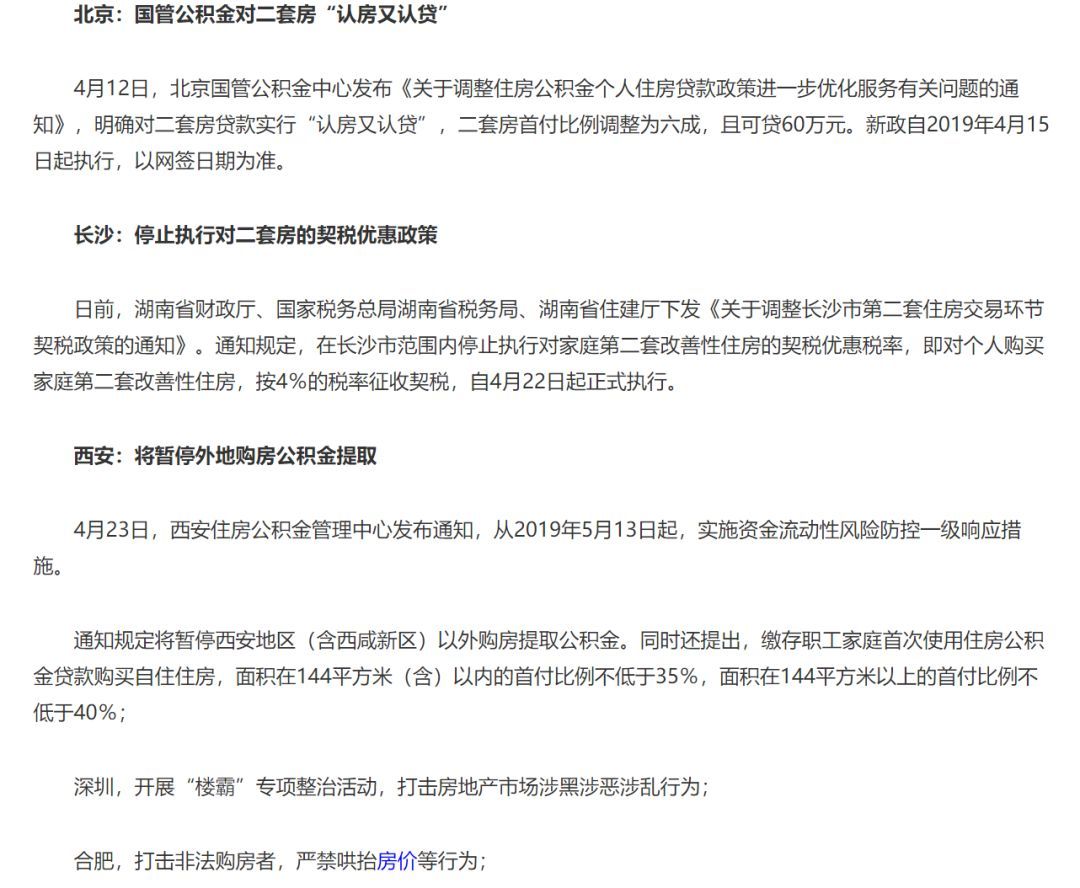 北京：国管公积金对二套房“认房又认贷”
4月12日，北京国管公积金中心发布《关于调整住房公积金个人住房贷款政策进一步优化服务有关问题的通
知》，明确对二套房贷款实行“认房又认贷”，二套房首付比例调整为六成，且可贷60万元。新政自2019年4月15
日起执行，以网签日期为准。
长沙：停止执行对二套房的契税优惠政策
日前，湖南省财政厅、国家税务总局湖南省税务局、湖南省住建厅下发《关于调整长沙市第二套住房交易环节
契税政策的通知》。通知规定，在长沙市范围内停止执行对家庭第二套改善性住房的契税优惠税率，即对个人购买
家庭第二套改善性住房，按4%的税率征收契税，自4月22日起正式执行。
西安：将暂停外地购房公积金提取
4月23日，西安住房公积金管理中心发布通知，从2019年5月13日起，实施资金流动性风险防控一级响应措
施。
通知规定将暂停西安地区（含西咸新区）以外购房提取公积金。同时还提出，缴存职工家庭首次使用住房公积
金贷款购买自住住房，面积在144平方米（含）以内的首付比例不低于35%，面积在144平方米以上的首付比例不
低于40%；
深圳，开展“楼霸”专项整治活动，打击房地产市场涉黑涉恶涉乱行为；
合肥，打击非法购房者，严禁哄抬房价等行为；